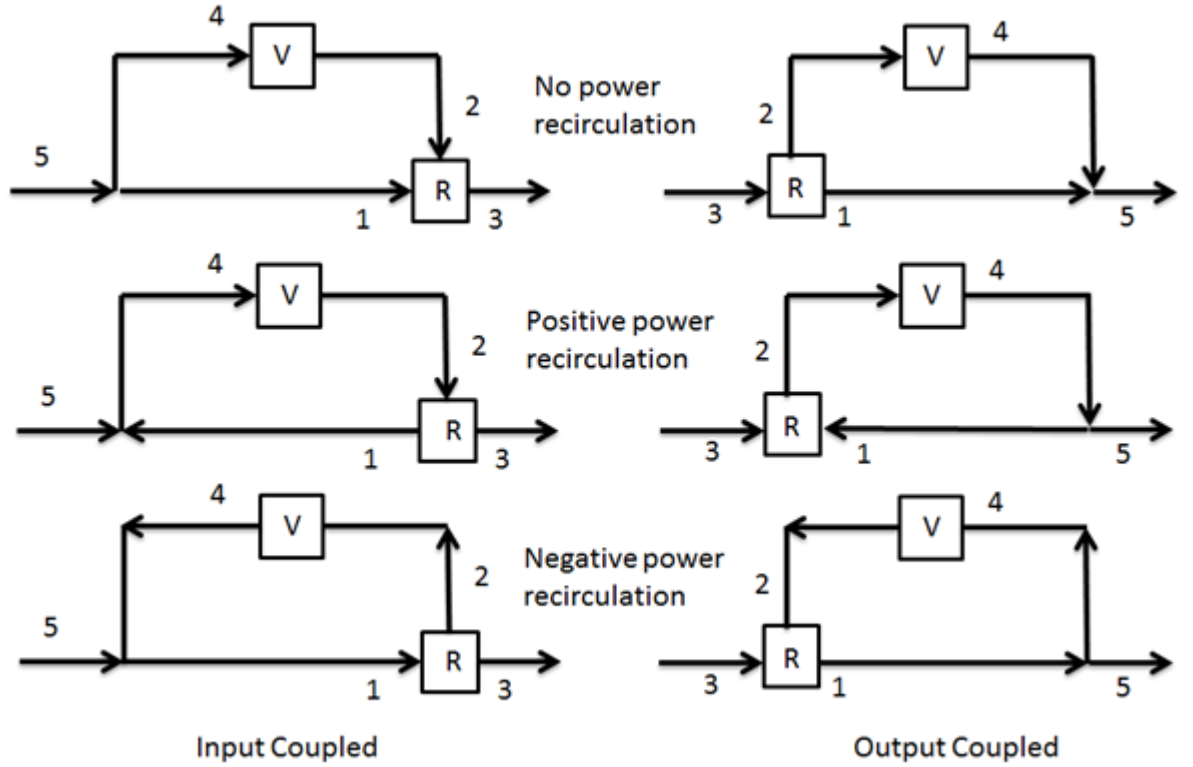 4
V
2
5
1
R
3
No power
recirculation
4
V
2
3
R
1
5
4
V
2
5
1
R
3
Positive power
recirculation
4
V
2
3
R
1
5
4
V
2
5
1
R
3
Negative power
recirculation
4
V
2
3
R
1
5
Input Coupled
Output Coupled